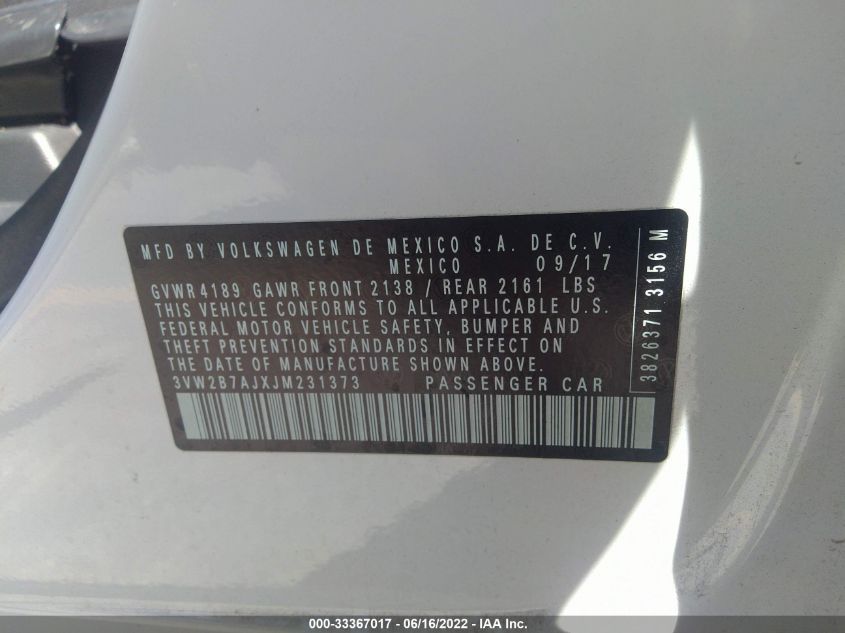 MFD BY VOLKSWAGEN DE MEXICO S.A. DE C.V.
MEXICO 09/17
GVWR 4189 GAWR FRONT 2138 / REAR 2161 LBS
THIS VEHICLE CONFORMS TO ALL APPLICABLE U.S.
FEDERAL MOTOR VEHICLE SAFETY, BUMPER AND
THEFT PREVENTION STANDARDS IN EFFECT ON
THE DATE OF MANUFACTURE SHOWN ABOVE.
3VW2B7AJXJM231373 PASSENGER CAR
3826371 3156 M
000-33367017 - 06/16/2022 - IAA Inc.